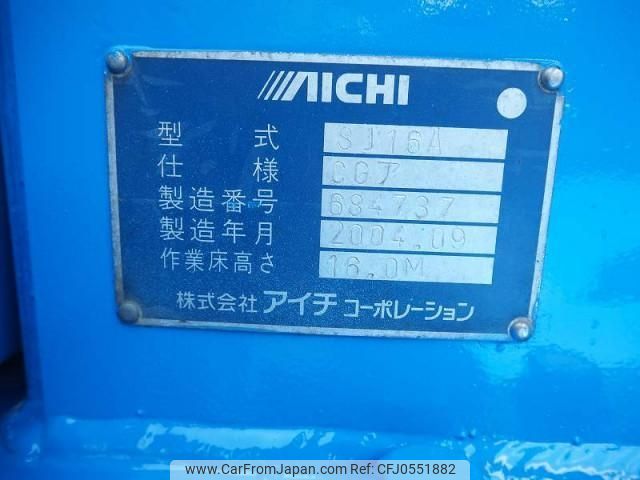 AICHI
型式 SJ16A
仕様 CGア
製造番号 684737
製造年月 2004.09
作業床高さ 16.0M
株式会社 アイチ コーポレーション
www.CarFromJapan.com - CFJ0551882